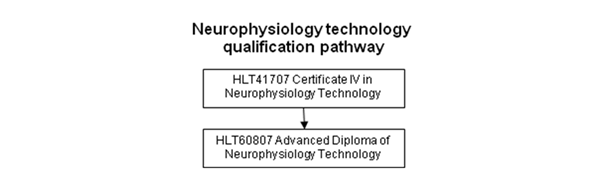 Neurophysiology technology
qualification pathway
HLT41707 Certificate IV in
Neurophysiology Technology
HLT60807 Advanced Diploma of
Neurophysiology Technology